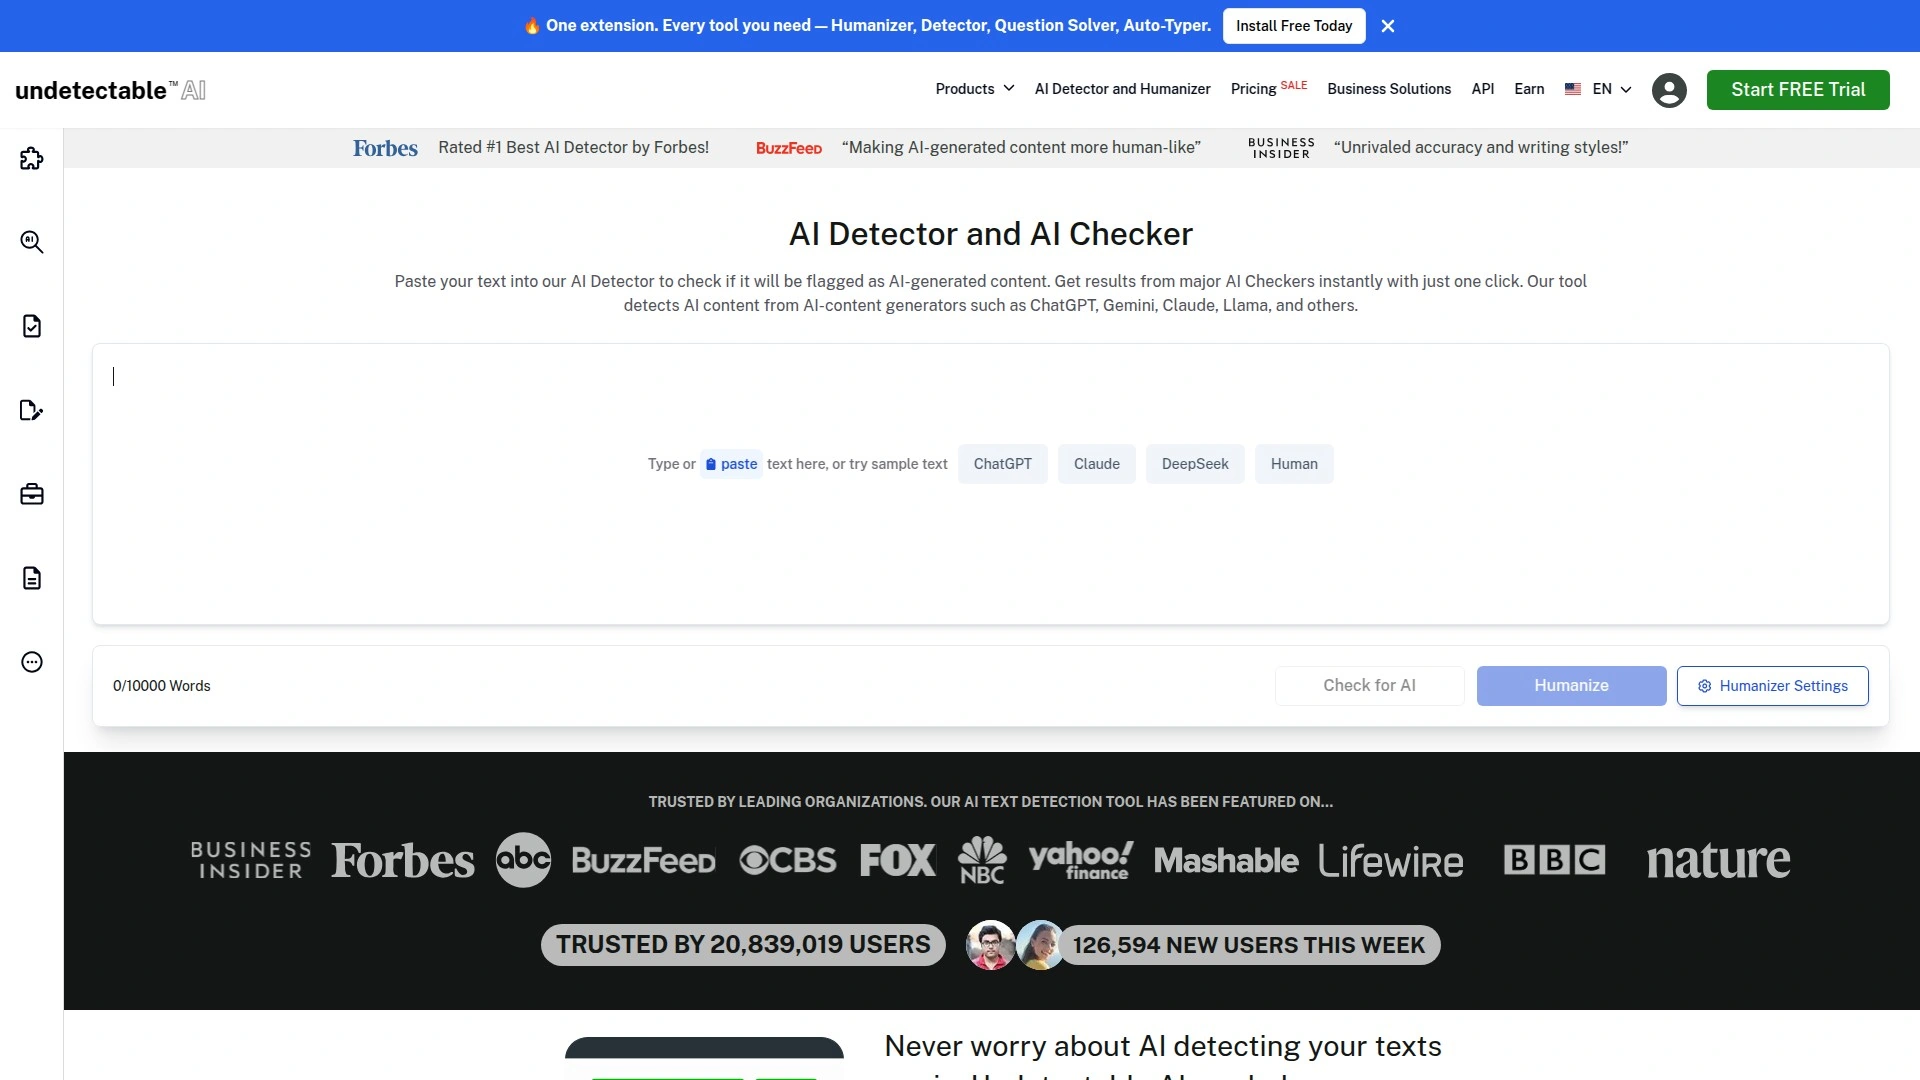 🔥 One extension. Every tool you need — Humanizer, Detector, Question Solver, Auto-Typer. Install Free Today
undetectable™ AI
Products AI Detector and Humanizer Pricing SALE Business Solutions API Earn EN Start FREE Trial
Forbes Rated #1 Best AI Detector by Forbes! BuzzFeed “Making AI-generated content more human-like” BUSINESS INSIDER “Unrivaled accuracy and writing styles!”
AI Detector and AI Checker
Paste your text into our AI Detector to check if it will be flagged as AI-generated content. Get results from major AI Checkers instantly with just one click. Our tool
detects AI content from AI-content generators such as ChatGPT, Gemini, Claude, Llama, and others.
Type or paste text here, or try sample text ChatGPT Claude DeepSeek Human
0/10000 Words Check for AI Humanize Humanizer Settings
TRUSTED BY LEADING ORGANIZATIONS. OUR AI TEXT DETECTION TOOL HAS BEEN FEATURED ON...
BUSINESS INSIDER Forbes abc BuzzFeed CBS FOX NBC yahoo! finance Mashable Lifewire BBC nature
TRUSTED BY 20,839,019 USERS 126,594 NEW USERS THIS WEEK
Never worry about AI detecting your texts